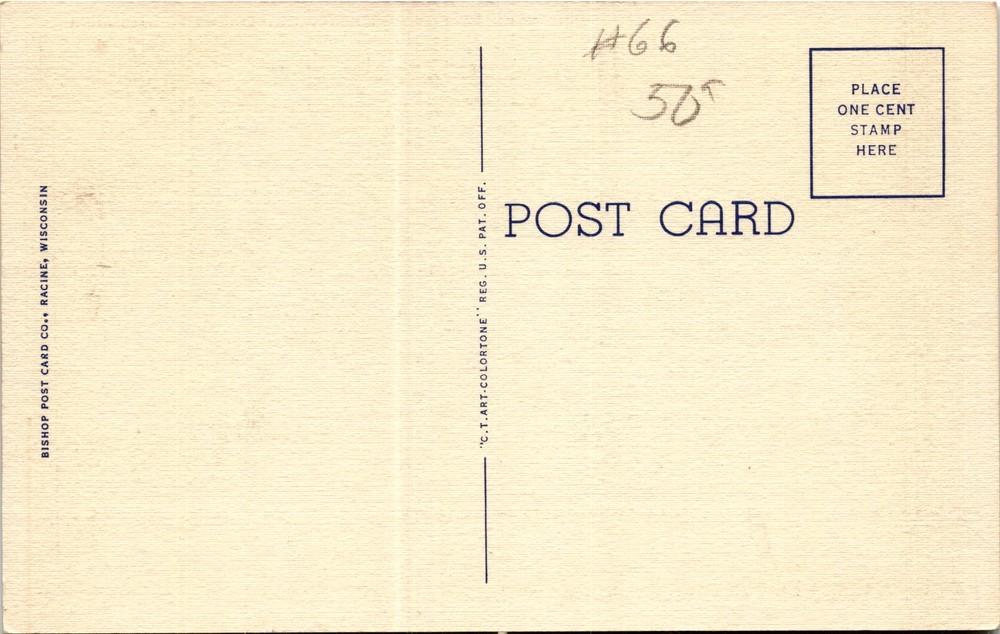 BISHOP POST CARD CO., RACINE, WISCONSIN
"C.T. ART-COLORTONE" REG. U.S. PAT. OFF.
#66
50¢
POST CARD
PLACE
ONE CENT
STAMP
HERE